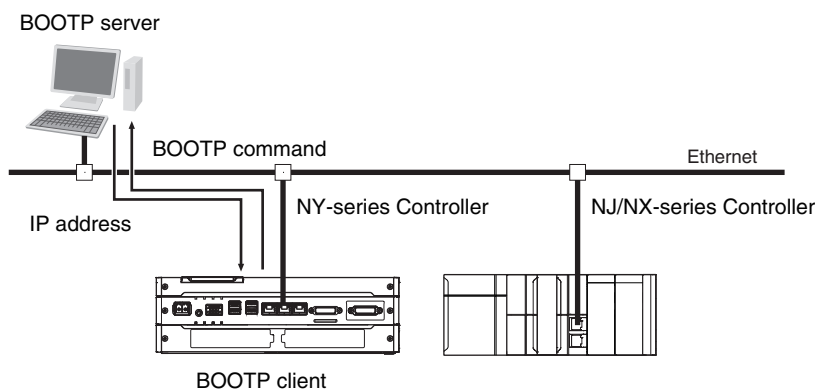 BOOTP server
BOOTP command
Ethernet
IP address
NY-series Controller
NJ/NX-series Controller
BOOTP client